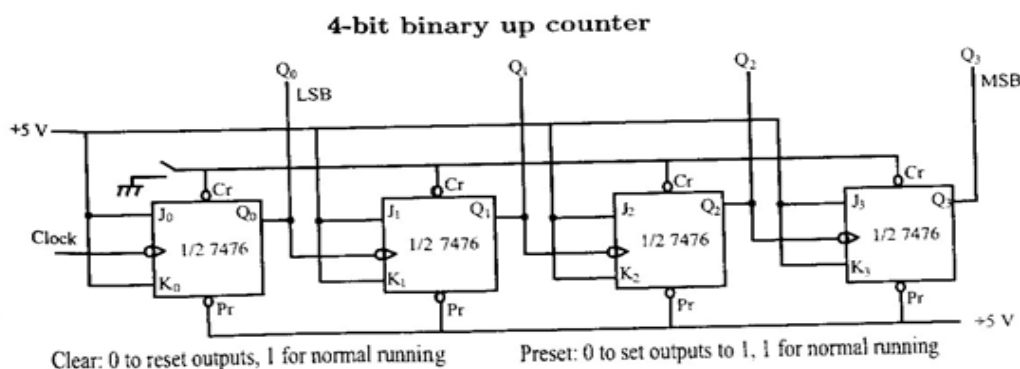 4-bit binary up counter
Q0 Q1 Q2 Q3
LSB MSB
+5 V
Cr Cr Cr Cr
J0 Q0 J1 Q1 J2 Q2 J3 Q3
Clock 1/2 7476 1/2 7476 1/2 7476 1/2 7476
K0 K1 K2 K3
Pr Pr Pr Pr
+5 V
Clear: 0 to reset outputs, 1 for normal running Preset: 0 to set outputs to 1, 1 for normal running